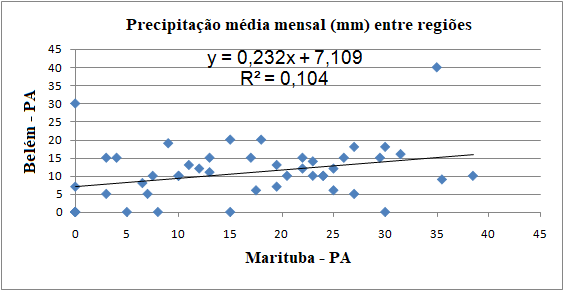 Precipitação média mensal (mm) entre regiões
y = 0,232x + 7,109
R² = 0,104
Belém - PA
45
40
35
30
25
20
15
10
5
0
0 5 10 15 20 25 30 35 40 45
Marituba - PA